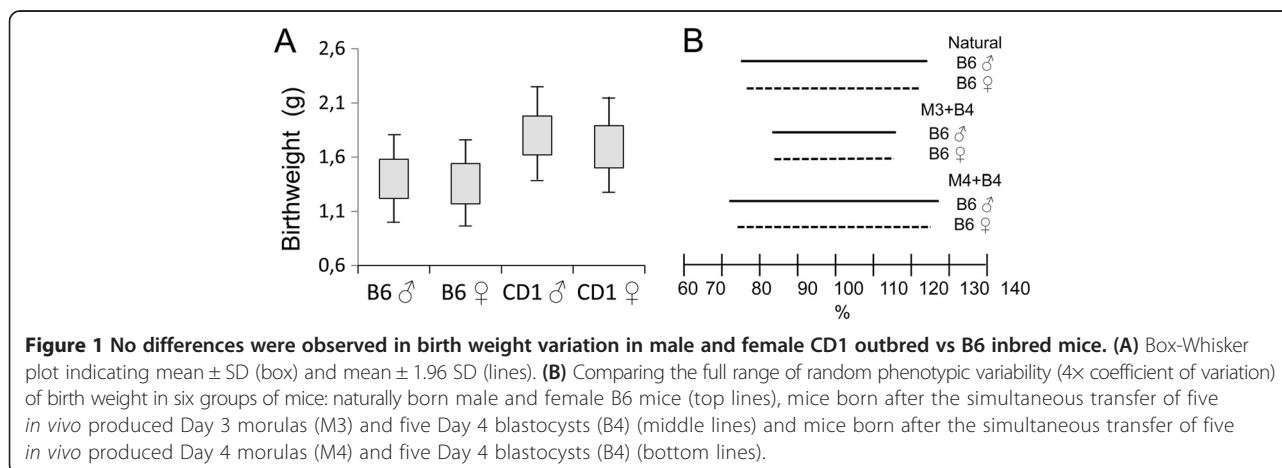 A
2,6
2,1
1,6
1,1
0,6
Birthweight (g)
B6 ♂ B6 ♀ CD1 ♂ CD1 ♀
B
Natural
B6 ♂
B6 ♀
M3+B4
B6 ♂
B6 ♀
M4+B4
B6 ♂
B6 ♀
60 70 80 90 100 110 120 130 140
%
Figure 1 No differences were observed in birth weight variation in male and female CD1 outbred vs B6 inbred mice. (A) Box-Whisker
plot indicating mean ± SD (box) and mean ± 1.96 SD (lines). (B) Comparing the full range of random phenotypic variability (4× coefficient of variation)
of birth weight in six groups of mice: naturally born male and female B6 mice (top lines), mice born after the simultaneous transfer of five
in vivo produced Day 3 morulas (M3) and five Day 4 blastocysts (B4) (middle lines) and mice born after the simultaneous transfer of five
in vivo produced Day 4 morulas (M4) and five Day 4 blastocysts (B4) (bottom lines).